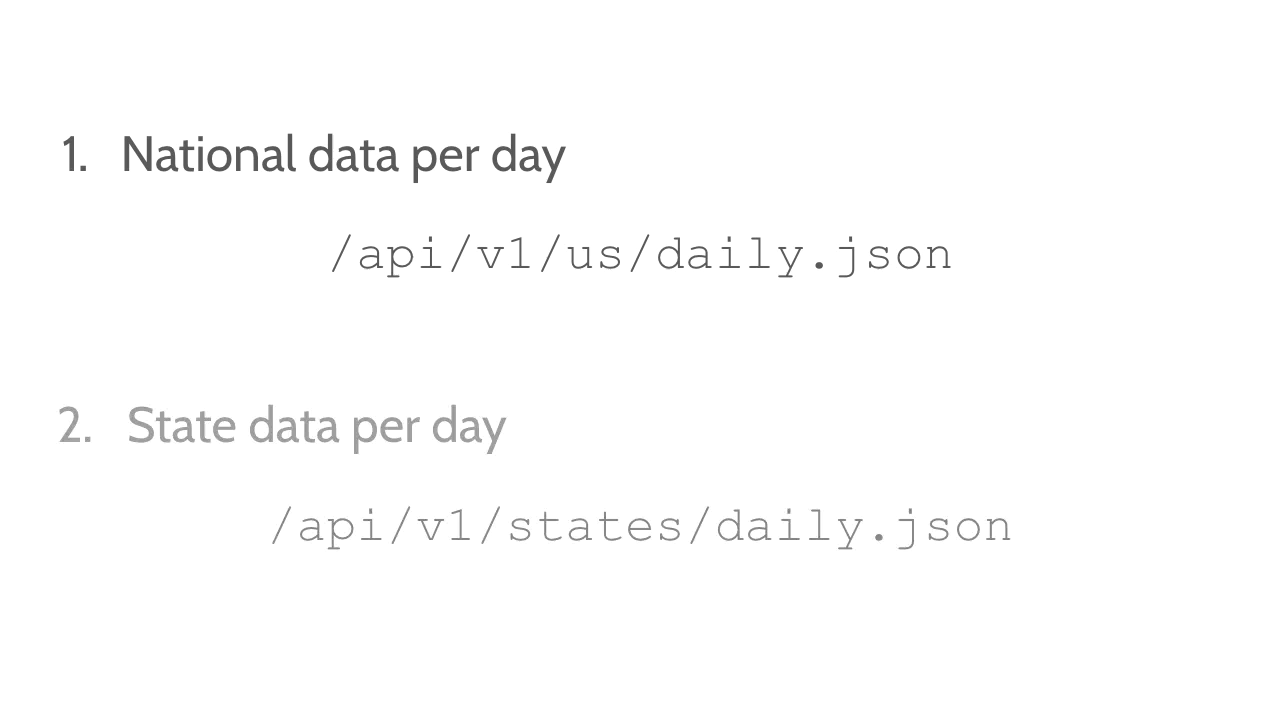 1. National data per day
/api/v1/us/daily.json
2. State data per day
/api/v1/states/daily.json